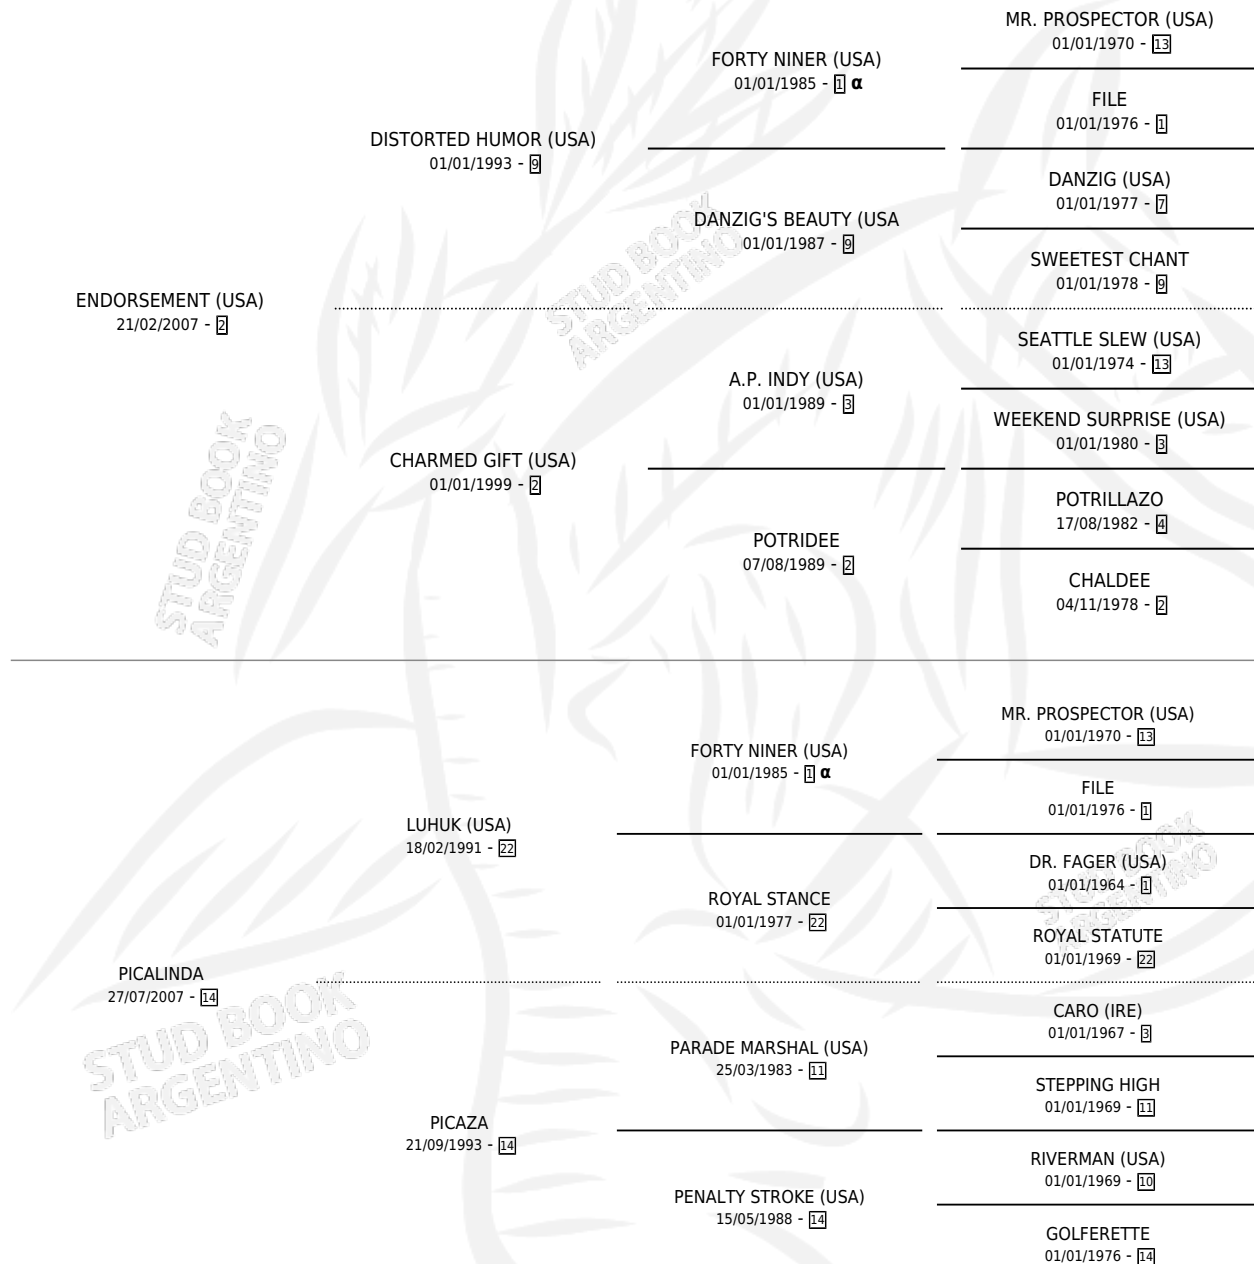 MR. PROSPECTOR (USA)
01/01/1970 - 13
FORTY NINER (USA)
01/01/1985 - 1 α
FILE
01/01/1976 - 1
DISTORTED HUMOR (USA)
01/01/1993 - 9
DANZIG (USA)
01/01/1977 - 7
DANZIG'S BEAUTY (USA
01/01/1987 - 9
SWEETEST CHANT
01/01/1978 - 9
ENDORSEMENT (USA)
21/02/2007 - 2
SEATTLE SLEW (USA)
01/01/1974 - 13
A.P. INDY (USA)
01/01/1989 - 3
WEEKEND SURPRISE (USA)
01/01/1980 - 3
CHARMED GIFT (USA)
01/01/1999 - 2
POTRILLAZO
17/08/1982 - 4
POTRIDEE
07/08/1989 - 2
CHALDEE
04/11/1978 - 2
MR. PROSPECTOR (USA)
01/01/1970 - 13
FORTY NINER (USA)
01/01/1985 - 1 α
FILE
01/01/1976 - 1
LUHUK (USA)
18/02/1991 - 22
DR. FAGER (USA)
01/01/1964 - 1
ROYAL STANCE
01/01/1977 - 22
ROYAL STATUTE
01/01/1969 - 22
PICALINDA
27/07/2007 - 14
CARO (IRE)
01/01/1967 - 3
PARADE MARSHAL (USA)
25/03/1983 - 11
STEPPING HIGH
01/01/1969 - 11
PICAZA
21/09/1993 - 14
RIVERMAN (USA)
01/01/1969 - 10
PENALTY STROKE (USA)
15/05/1988 - 14
GOLFERETTE
01/01/1976 - 14
STUD BOOK
ARGENTINO
STUD BOOK
ARGENTINO
STUD BOOK
ARGENTINO
STUD BOOK
ARGENTINO